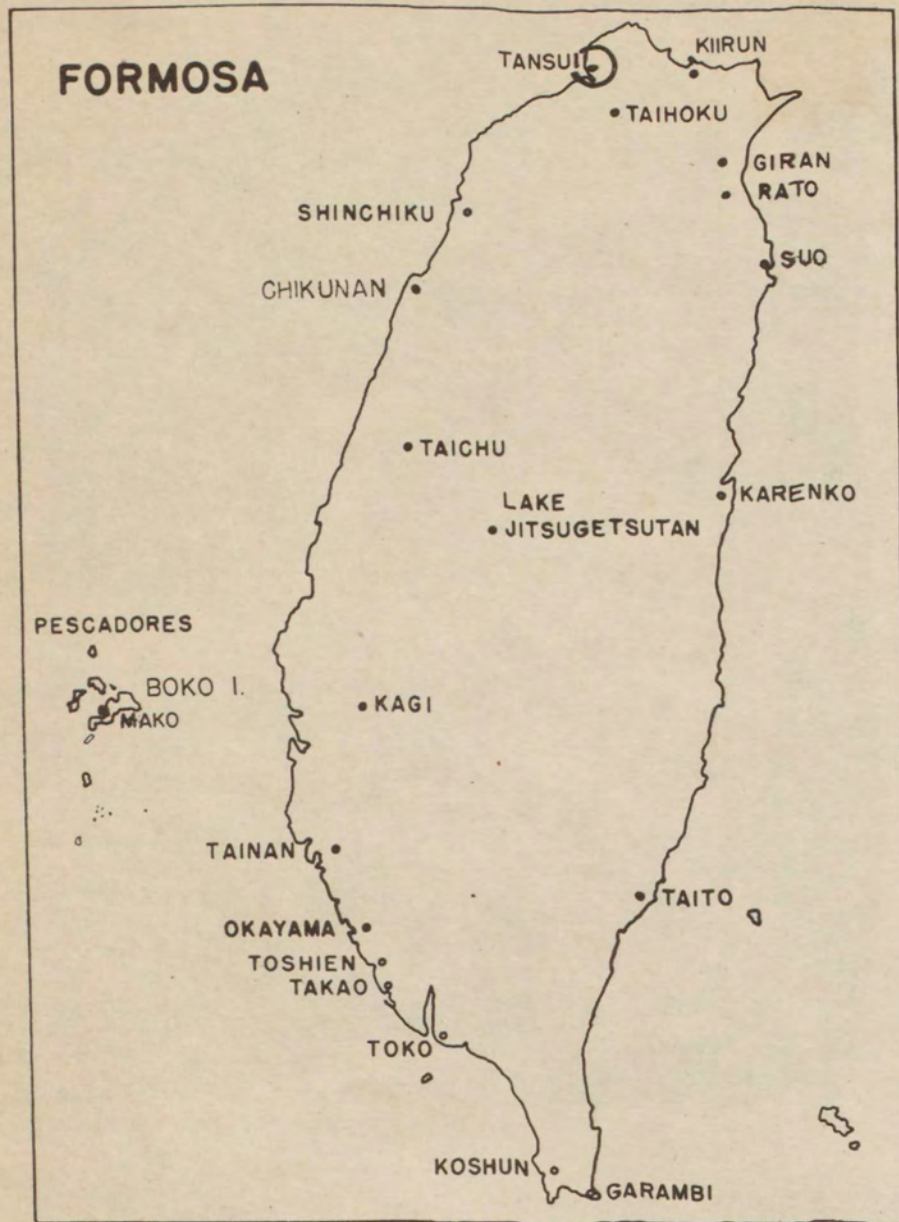 FORMOSA
TANSUI
KIIRUN
TAIHOKU
GIRAN
RATO
SHINCHIKU
SUO
CHIKUNAN
TAICHU
KARENKO
LAKE
JITSUGETSUTAN
PESCADORES
BOKO I.
MAKO
KAGI
TAINAN
TAITO
OKAYAMA
TOSHIEN
TAKAO
TOKO
KOSHUN
GARAMBI